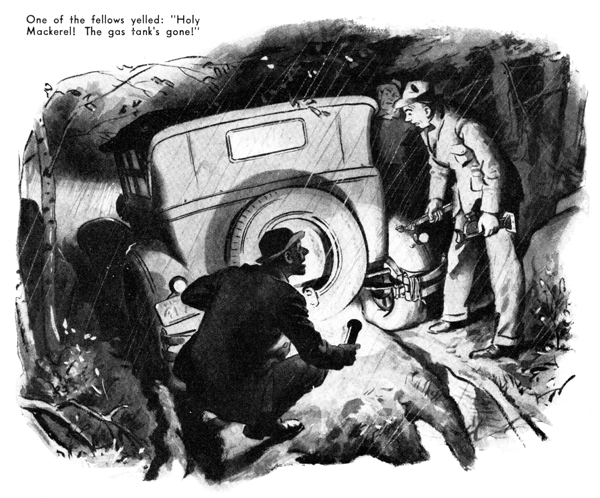 One of the fellows yelled: "Holy
Mackerel! The gas tank's gone!"